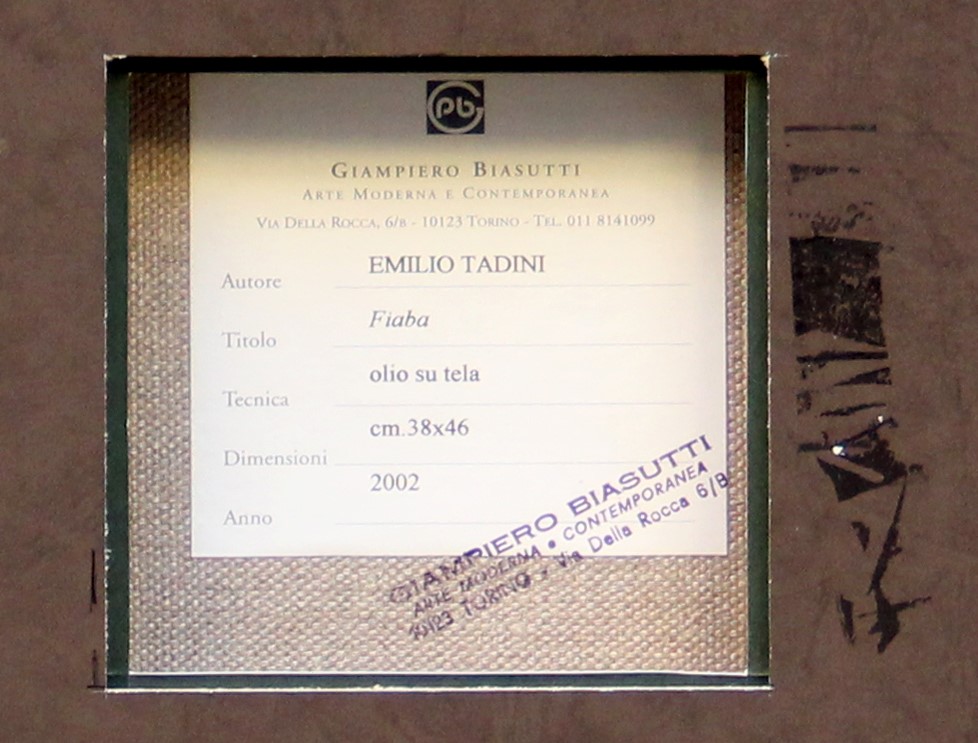 pb
GIAMPIERO BIASUTTI
ARTE MODERNA E CONTEMPORANEA
VIA DELLA ROCCA, 6/B - 10123 TORINO - TEL. 011 8141099
Autore EMILIO TADINI
Titolo Fiaba
Tecnica olio su tela
Dimensioni cm.38x46
Anno 2002
GIAMPIERO BIASUTTI
ARTE MODERNA • CONTEMPORANEA
10123 TORINO - Via Della Rocca 6/B